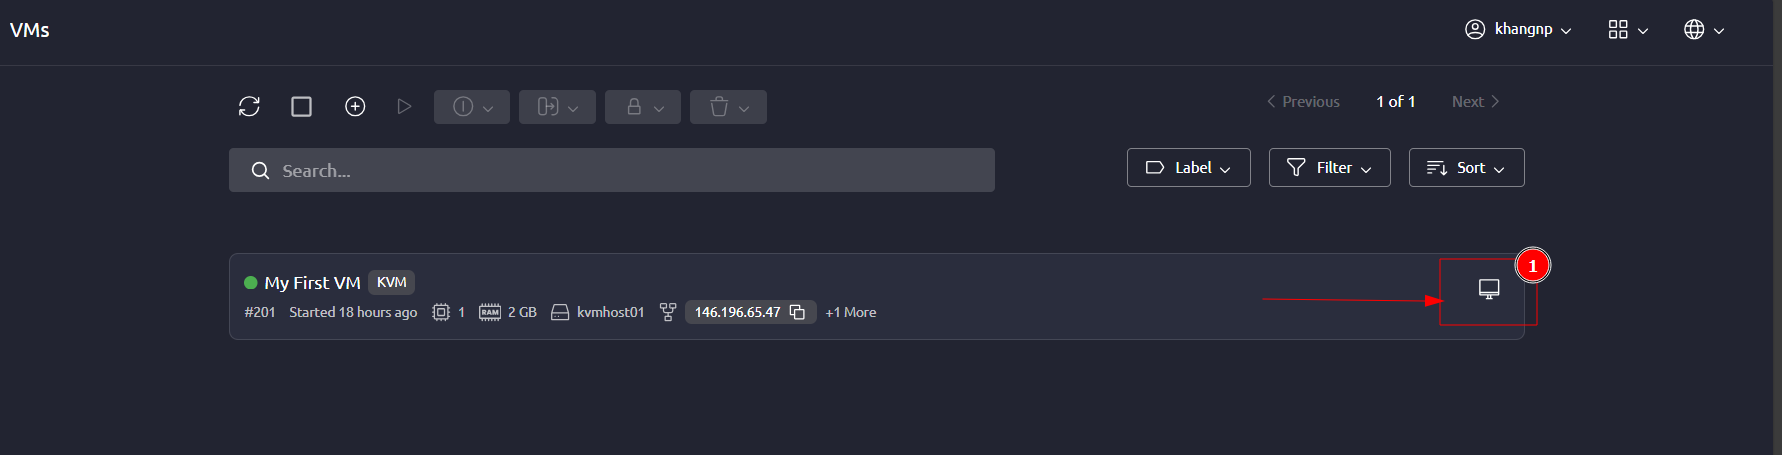 VMs
khangnp
Previous 1 of 1 Next
Search...
Label Filter Sort
1
My First VM KVM
#201 Started 18 hours ago 1 RAM 2 GB kvmhost01 146.196.65.47 +1 More